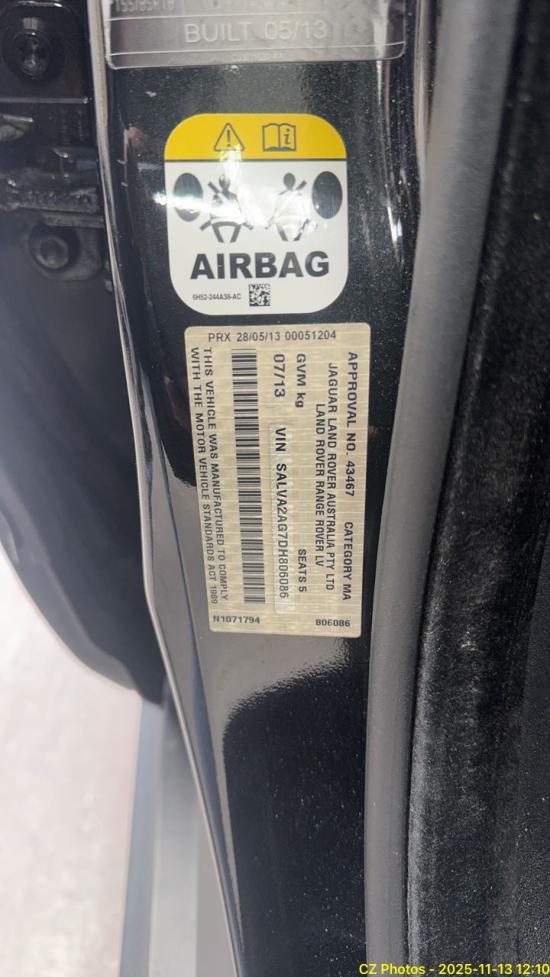 BUILT 05/13
AIRBAG
6H52-244A38-AC
PRX 28/05/13 00051204
APPROVAL NO. 43467 CATEGORY MA
JAGUAR LAND ROVER AUSTRALIA PTY LTD
LAND ROVER RANGE ROVER LV
GVM kg SEATS 5
07/13 VIN SALVA2AG7DH806086
THIS VEHICLE WAS MANUFACTURED TO COMPLY
WITH THE MOTOR VEHICLE STANDARDS ACT 1989
N1071794 806086
CZ Photos - 2025-11-13 12:10